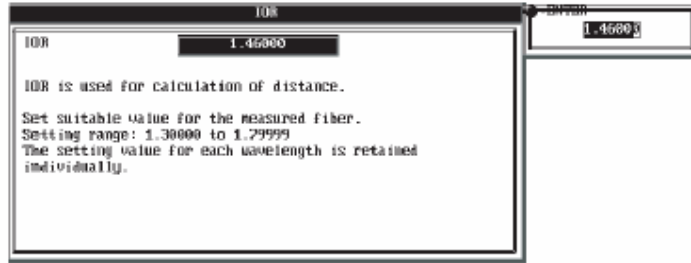 IOR
ENTER
IOR 1.46000
1.46000
IOR is used for calculation of distance.
Set suitable value for the measured fiber.
Setting range: 1.30000 to 1.79999
The setting value for each wavelength is retained
individually.